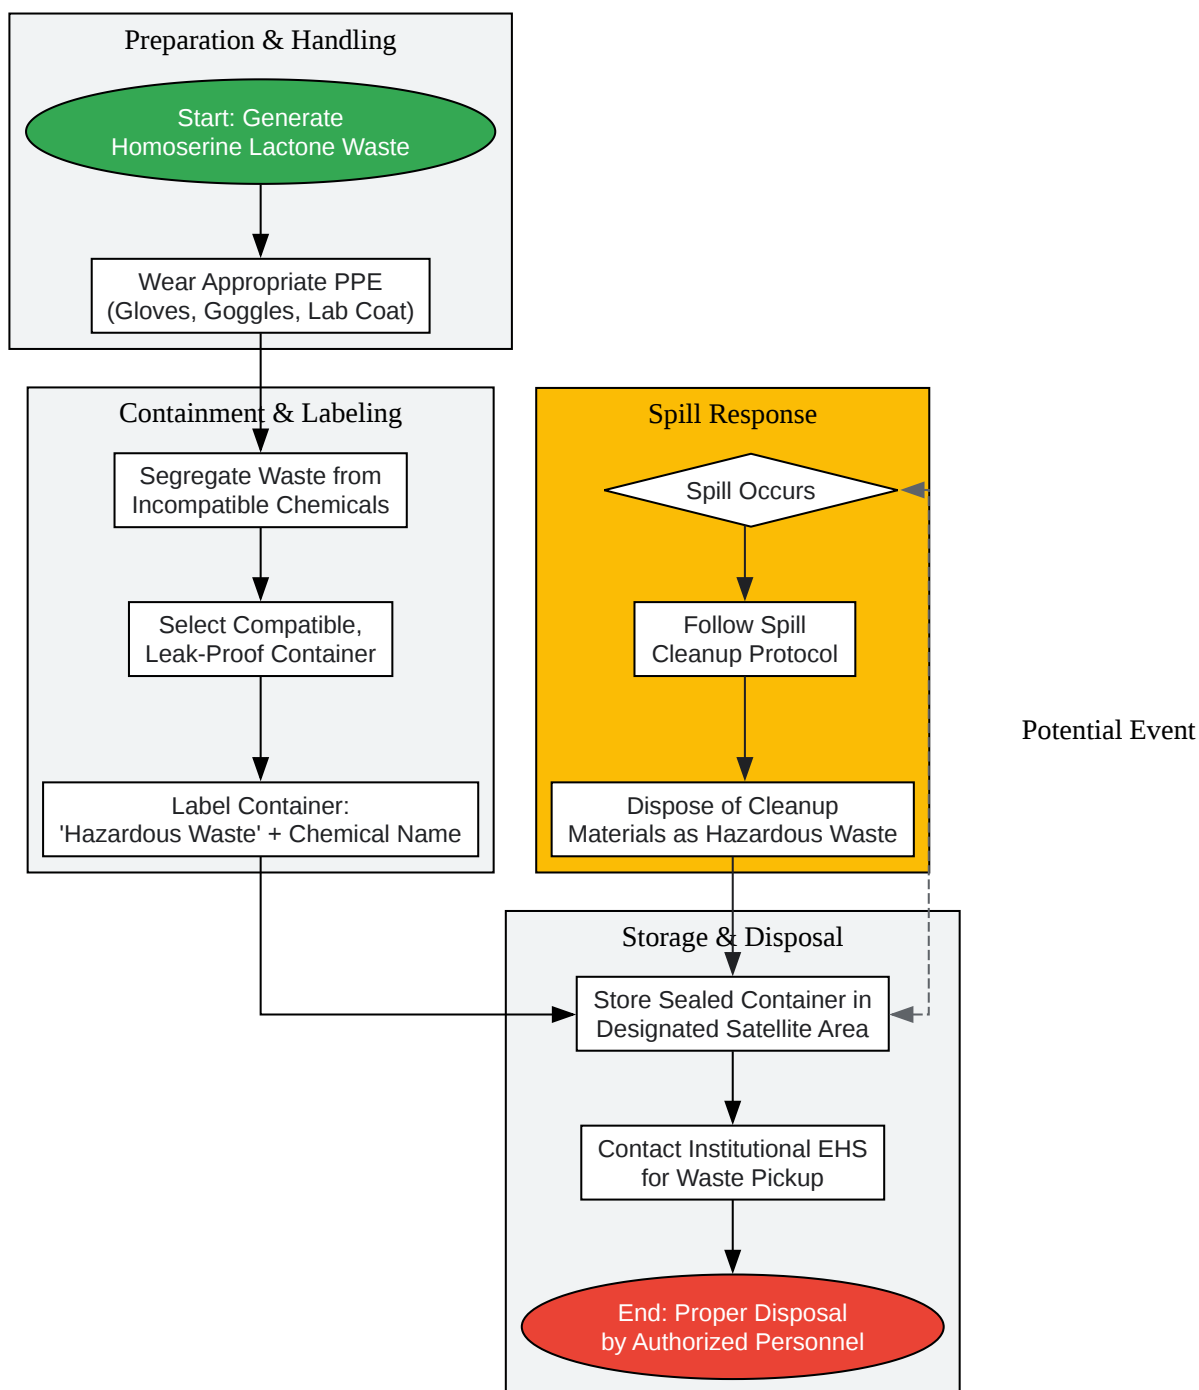 Preparation & Handling
Start: Generate
Homoserine Lactone Waste
Wear Appropriate PPE
(Gloves, Goggles, Lab Coat)
Containment & Labeling
Segregate Waste from
Incompatible Chemicals
Select Compatible,
Leak-Proof Container
Label Container:
'Hazardous Waste' + Chemical Name
Spill Response
Spill Occurs
Follow Spill
Cleanup Protocol
Dispose of Cleanup
Materials as Hazardous Waste
Potential Event
Storage & Disposal
Store Sealed Container in
Designated Satellite Area
Contact Institutional EHS
for Waste Pickup
End: Proper Disposal
by Authorized Personnel